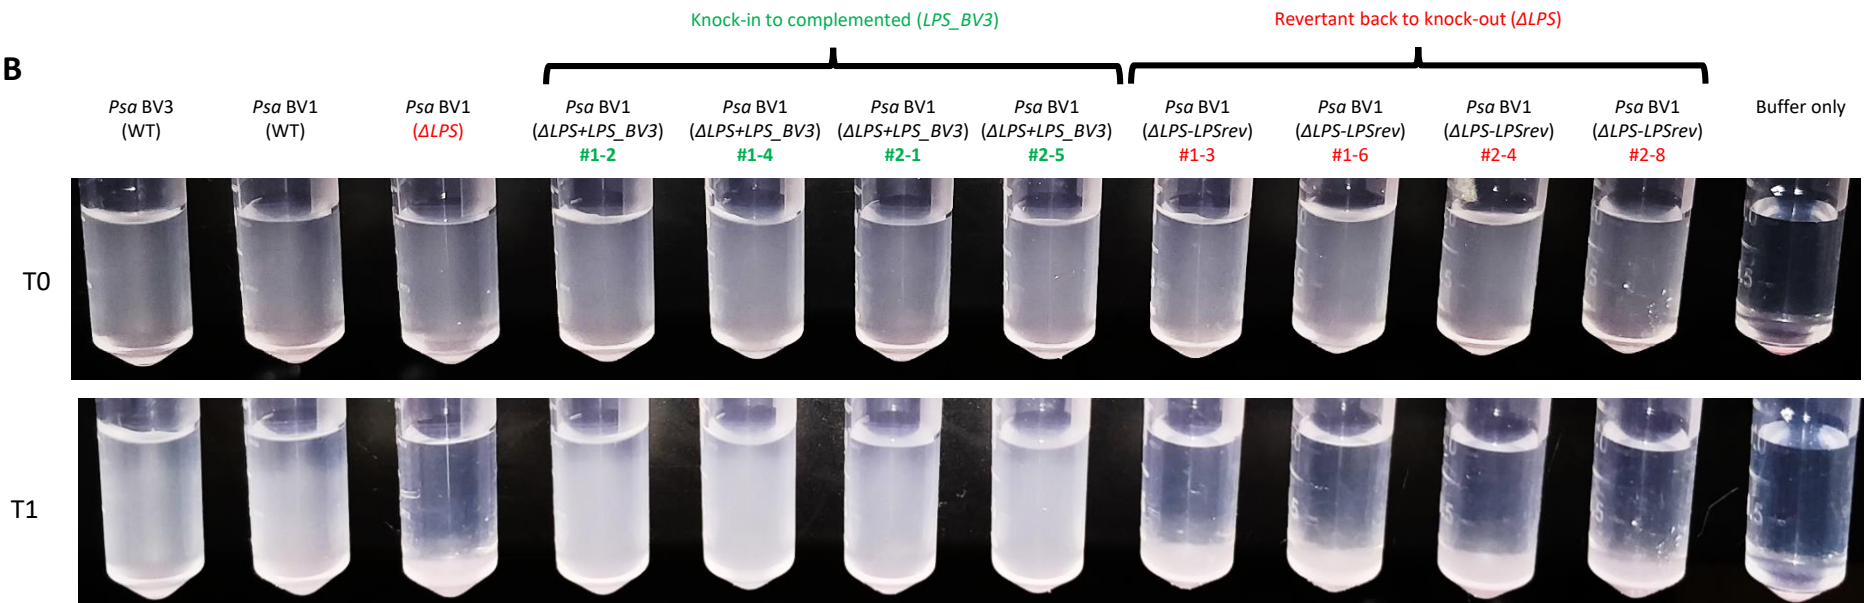 Knock-in to complemented (LPS_BV3)
Revertant back to knock-out (ΔLPS)
B
Psa BV3
(WT)
Psa BV1
(WT)
Psa BV1
(ΔLPS)
Psa BV1
(ΔLPS+LPS_BV3)
#1-2
Psa BV1
(ΔLPS+LPS_BV3)
#1-4
Psa BV1
(ΔLPS+LPS_BV3)
#2-1
Psa BV1
(ΔLPS+LPS_BV3)
#2-5
Psa BV1
(ΔLPS-LPSrev)
#1-3
Psa BV1
(ΔLPS-LPSrev)
#1-6
Psa BV1
(ΔLPS-LPSrev)
#2-4
Psa BV1
(ΔLPS-LPSrev)
#2-8
Buffer only
T0
T1